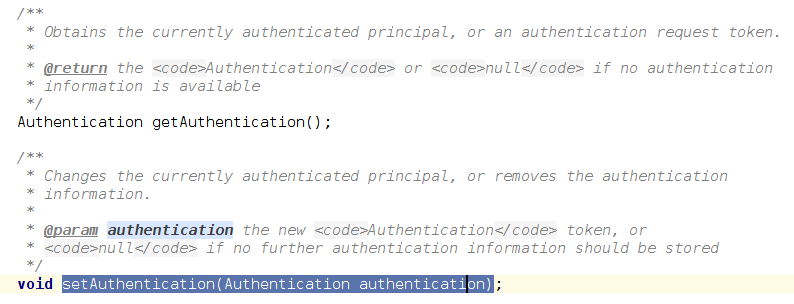 /**
 * Obtains the currently authenticated principal, or an authentication request token.
 *
 * @return the <code>Authentication</code> or <code>null</code> if no authentication
 * information is available
 */
Authentication getAuthentication();
/**
 * Changes the currently authenticated principal, or removes the authentication
 * information.
 *
 * @param authentication the new <code>Authentication</code> token, or
 * <code>null</code> if no further authentication information should be stored
 */
void setAuthentication(Authentication authentication);